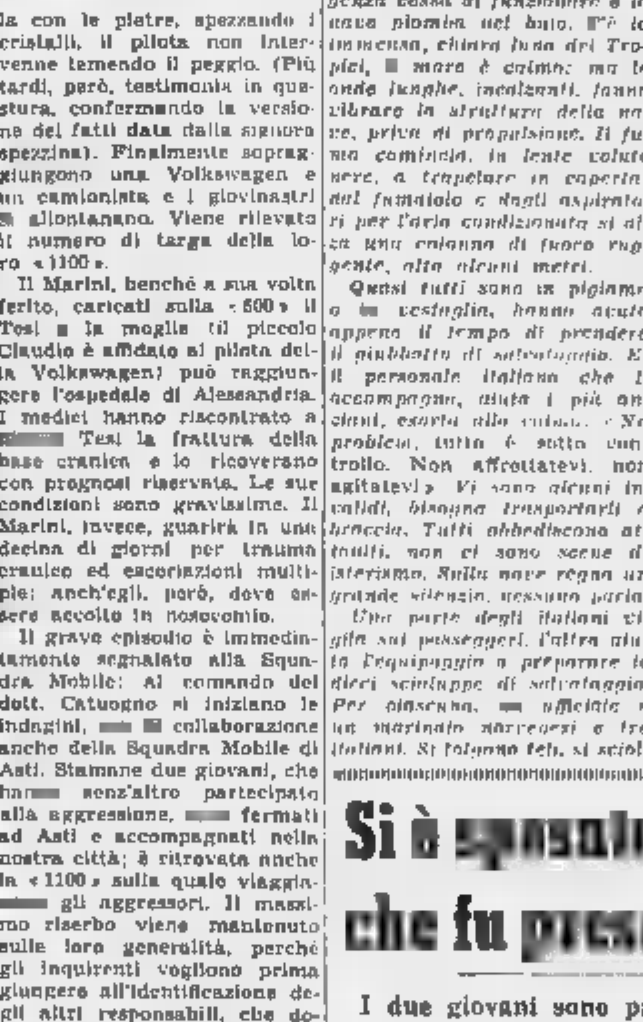 la con le pietre, spezzando i
cristalli, il pilota non inter-
venne temendo il peggio. (Più
tardi, però, testimonia in que-
stura, confermando la versio-
ne dei fatti data dalla signora
spezzina). Finalmente soprag-
giungono una Volkswagen e
un camionista e i giovinastri
allontanano. Viene rilevato
il numero di targa della lo-
ro « 1100 ».
Il Marini, benché a sua volta
ferito, caricati sulla « 600 » il
Tesi e la moglie (il piccolo
Claudio è affidato al pilota del-
la Volkswagen) può raggiun-
gere l'ospedale di Alessandria.
I medici hanno riscontrato a
Tesi la frattura della
base cranica e lo ricoverano
con prognosi riservata. Le sue
condizioni sono gravissime. Il
Marini, invece, guarirà in una
decina di giorni per trauma
cranico ed escoriazioni multi-
ple; anch'egli, però, deve es-
sere accolto in nosocomio.
Il grave episodio è immedia-
tamente segnalato alla Squa-
dra Mobile: Al comando del
dott. Catuogno si iniziano le
indagini, collaborazione
anche della Squadra Mobile di
Asti. Stamane due giovani, che
senz'altro partecipato
alla aggressione, fermati
ad Asti e accompagnati nella
nostra città; è ritrovata anche
la « 1100 » sulla quale viaggia-
gli aggressori. Il massi-
mo riserbo viene mantenuto
sulle loro generalità, perché
gli inquirenti vogliono prima
giungere all'identificazione de-
gli altri responsabili, che do-
nave piomba nel buio. C'è la
immensa, chiara luna dei Tro-
pici, mare è calmo; ma le
onde lunghe, incalzanti, fanno
vibrare la struttura della na-
ve, priva di propulsione. Il fu-
mo comincia, in lente volute
nere, a trapelare in coperta,
dal fumaiolo e dagli aspirato-
ri per l'aria condizionata si al-
za una colonna di fuoco rug-
gente, alta alcuni metri.
Quasi tutti sono in pigiama
o in vestaglia, hanno avuto
appena il tempo di prendere
il giubbotto di salvataggio. E
il personale italiano che li
accompagna, aiuta i più an-
ziani, esorta alla calma. « No
problem, tutto è sotto con-
trollo. Non affrettatevi, non
agitatevi ». Vi sono alcuni in-
validi, bisogna trasportarli a
braccia. Tutti obbediscono at-
toniti, non ci sono scene di
isterismo. Sulla nave regna un
grande silenzio, nessuno parla.
Una parte degli italiani vi-
gila sui passeggeri, l'altra aiu-
ta l'equipaggio a preparare le
dieci scialuppe di salvataggio.
Per ciascuna, ufficiale e
un marinaio norvegesi e tre
italiani. Si tolgono teli, si sciol-
Si è
che fu
I due giovani sono